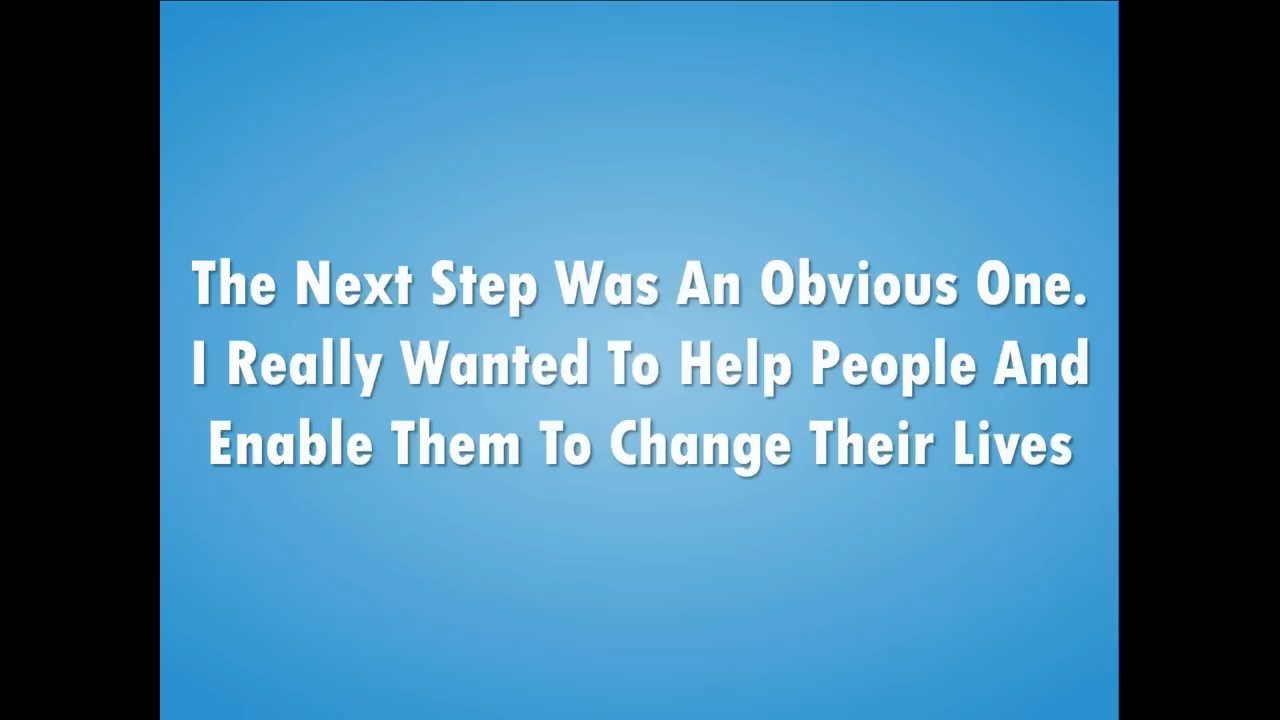 The Next Step Was An Obvious One.
I Really Wanted To Help People And
Enable Them To Change Their Lives